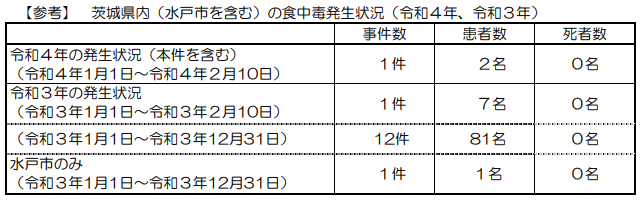 【参考】 茨城県内（水戸市を含む）の食中毒発生状況（令和４年、令和３年）
事件数 患者数 死者数
令和４年の発生状況（本件を含む）
（令和４年1月1日～令和４年２月10日） １件 ２名 ０名
令和３年の発生状況
（令和３年1月1日～令和３年２月10日） １件 ７名 ０名
（令和３年1月1日～令和３年12月31日） 12件 81名 ０名
水戸市のみ
（令和３年1月1日～令和３年12月31日） １件 １名 ０名